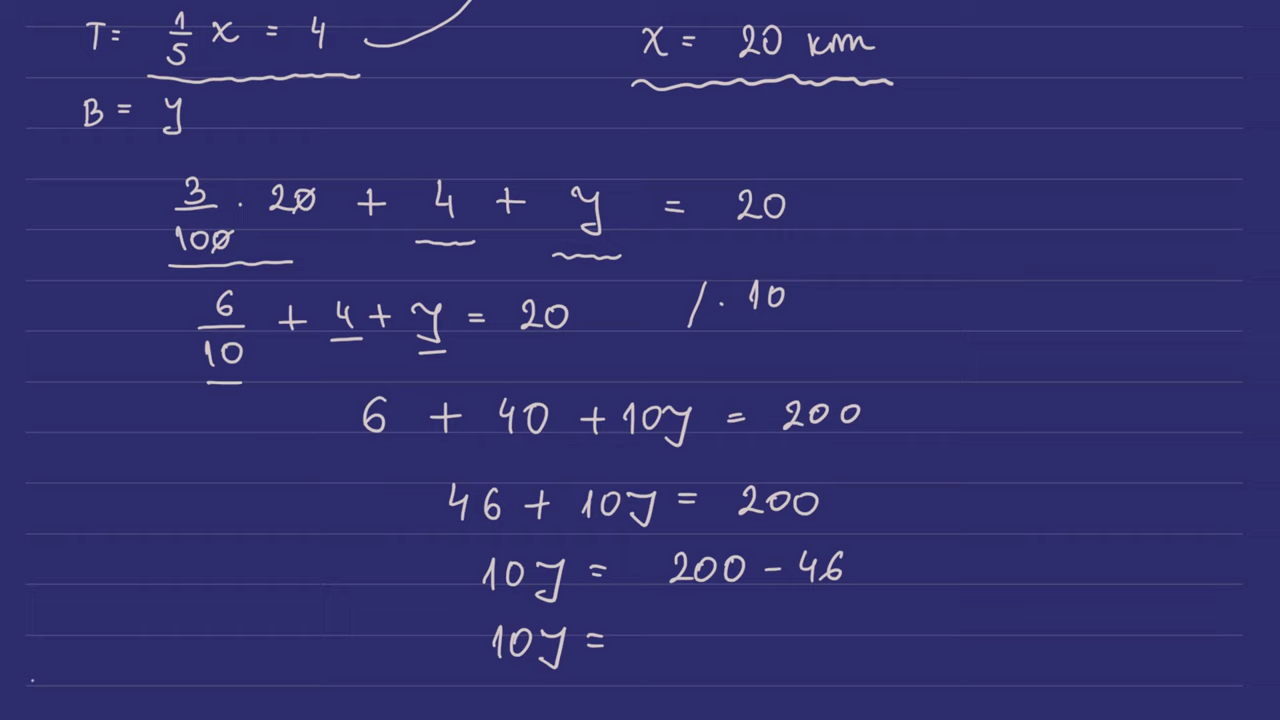 T = 1/5 x = 4
x = 20 km
B = y
3/100 · 20 + 4 + y = 20
6/10 + 4 + y = 20 / · 10
6 + 40 + 10y = 200
46 + 10y = 200
10y = 200 - 46
10y =